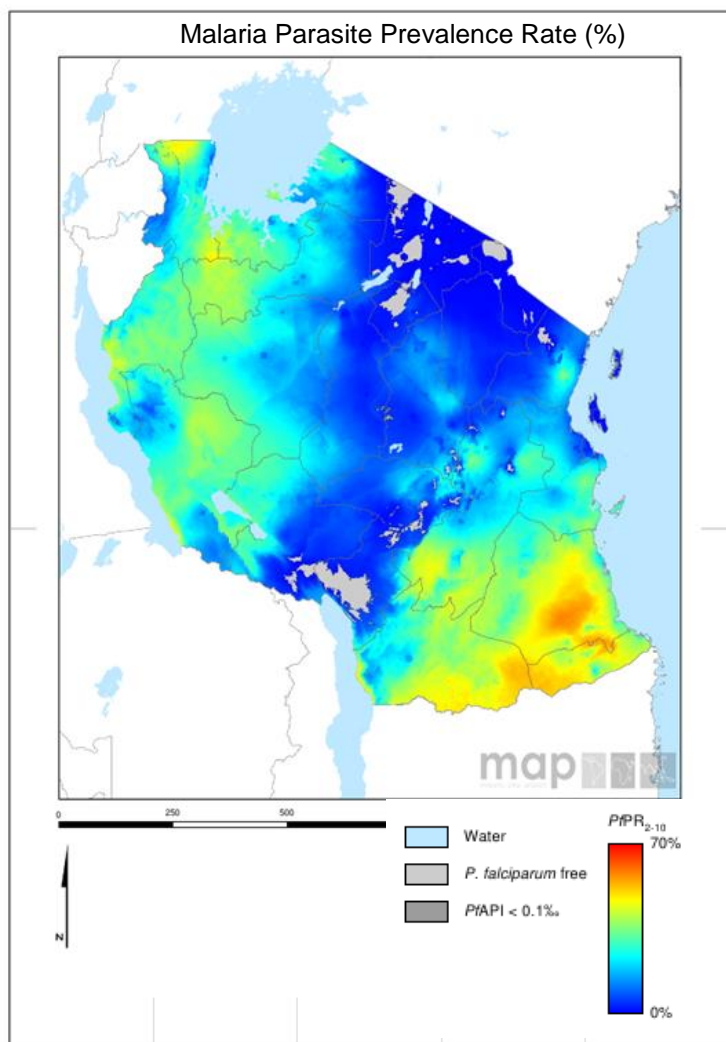 Malaria Parasite Prevalence Rate (%)
map
0 250 500
N
Water
P. falciparum free
PfAPI < 0.1‰
PfPR2-10
70%
0%